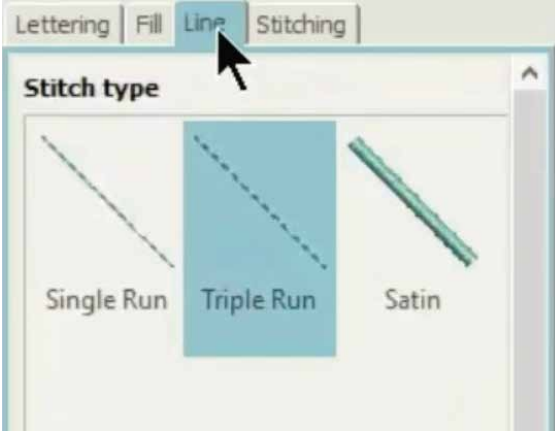 Lettering Fill Line Stitching
Stitch type
Single Run Triple Run Satin